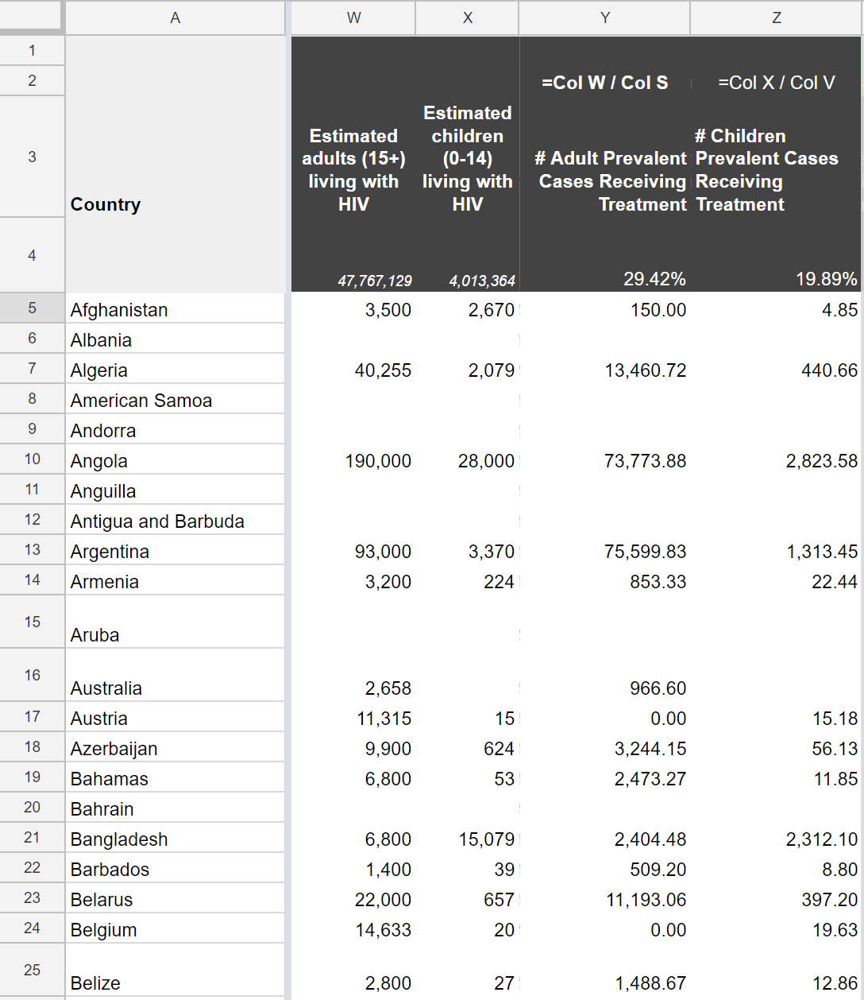 A W X Y Z
1
2 =Col W / Col S =Col X / Col V
3 Country Estimated adults (15+) living with HIV Estimated children (0-14) living with HIV # Adult Prevalent Cases Receiving Treatment # Children Prevalent Cases Receiving Treatment
4 47,767,129 4,013,364 29.42% 19.89%
5 Afghanistan 3,500 2,670 150.00 4.85
6 Albania
7 Algeria 40,255 2,079 13,460.72 440.66
8 American Samoa
9 Andorra
10 Angola 190,000 28,000 73,773.88 2,823.58
11 Anguilla
12 Antigua and Barbuda
13 Argentina 93,000 3,370 75,599.83 1,313.45
14 Armenia 3,200 224 853.33 22.44
15 Aruba
16 Australia 2,658 966.60
17 Austria 11,315 15 0.00 15.18
18 Azerbaijan 9,900 624 3,244.15 56.13
19 Bahamas 6,800 53 2,473.27 11.85
20 Bahrain
21 Bangladesh 6,800 15,079 2,404.48 2,312.10
22 Barbados 1,400 39 509.20 8.80
23 Belarus 22,000 657 11,193.06 397.20
24 Belgium 14,633 20 0.00 19.63
25 Belize 2,800 27 1,488.67 12.86